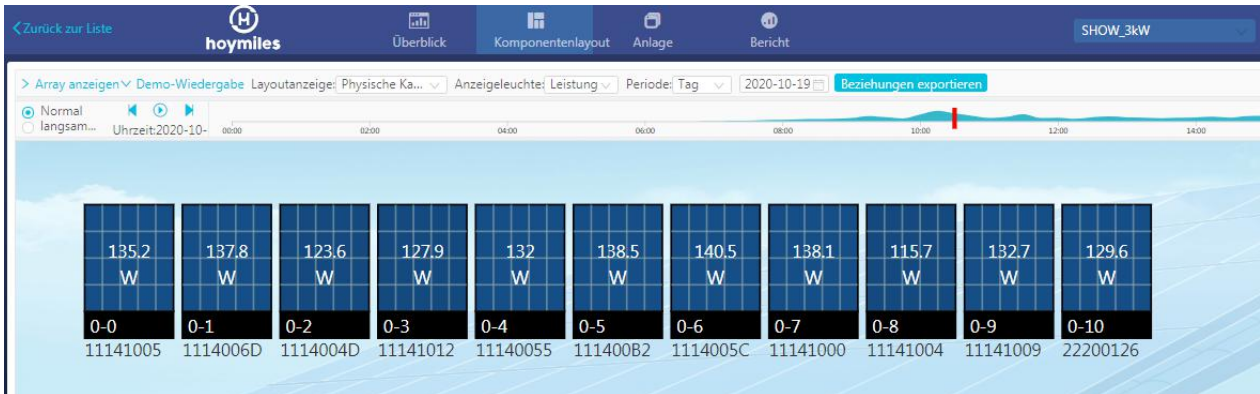 Zurück zur Liste
hoymiles
Überblick
Komponentenlayout
Anlage
Bericht
SHOW_3kW
Array anzeigen Demo-Wiedergabe Layoutanzeige: Physische Ka... Anzeigeleuchte: Leistung Periode: Tag 2020-10-19 Beziehungen exportieren
Normal
langsam... Uhrzeit:2020-10- 00:00 02:00 04:00 06:00 08:00 10:00 12:00 14:00
135.2 137.8 123.6 127.9 132 138.5 140.5 138.1 115.7 132.7 129.6
W W W W W W W W W W W
0-0 0-1 0-2 0-3 0-4 0-5 0-6 0-7 0-8 0-9 0-10
11141005 1114006D 1114004D 11141012 11140055 111400B2 1114005C 11141000 11141004 11141009 22200126